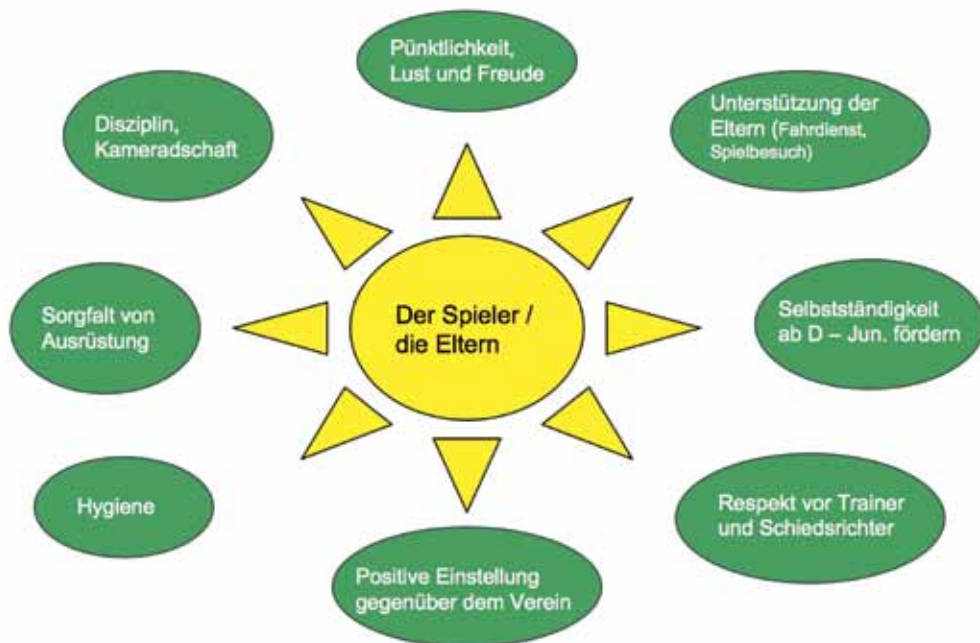 Pünktlichkeit,
Lust und Freude
Unterstützung der
Eltern (Fahrdienst,
Spielbesuch)
Selbstständigkeit
ab D – Jun. fördern
Respekt vor Trainer
und Schiedsrichter
Positive Einstellung
gegenüber dem Verein
Hygiene
Sorgfalt von
Ausrüstung
Disziplin,
Kameradschaft
Der Spieler /
die Eltern